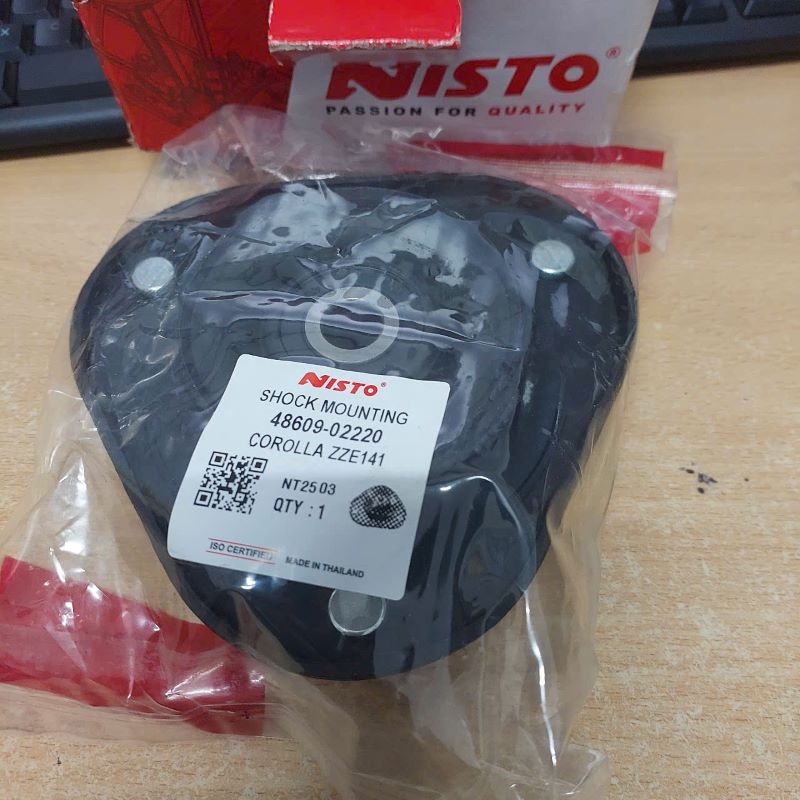 NISTO®
PASSION FOR QUALITY
NISTO®
SHOCK MOUNTING
48609-02220
COROLLA ZZE141
NT25 03
QTY : 1
ISO CERTIFIED
MADE IN THAILAND